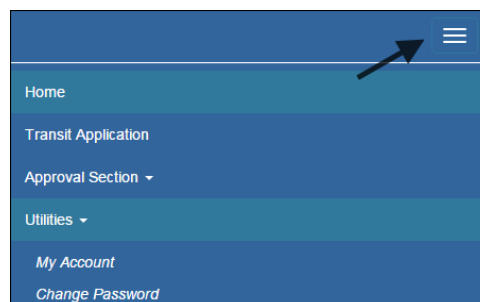 Home
Transit Application
Approval Section
Utilities
My Account
Change Password